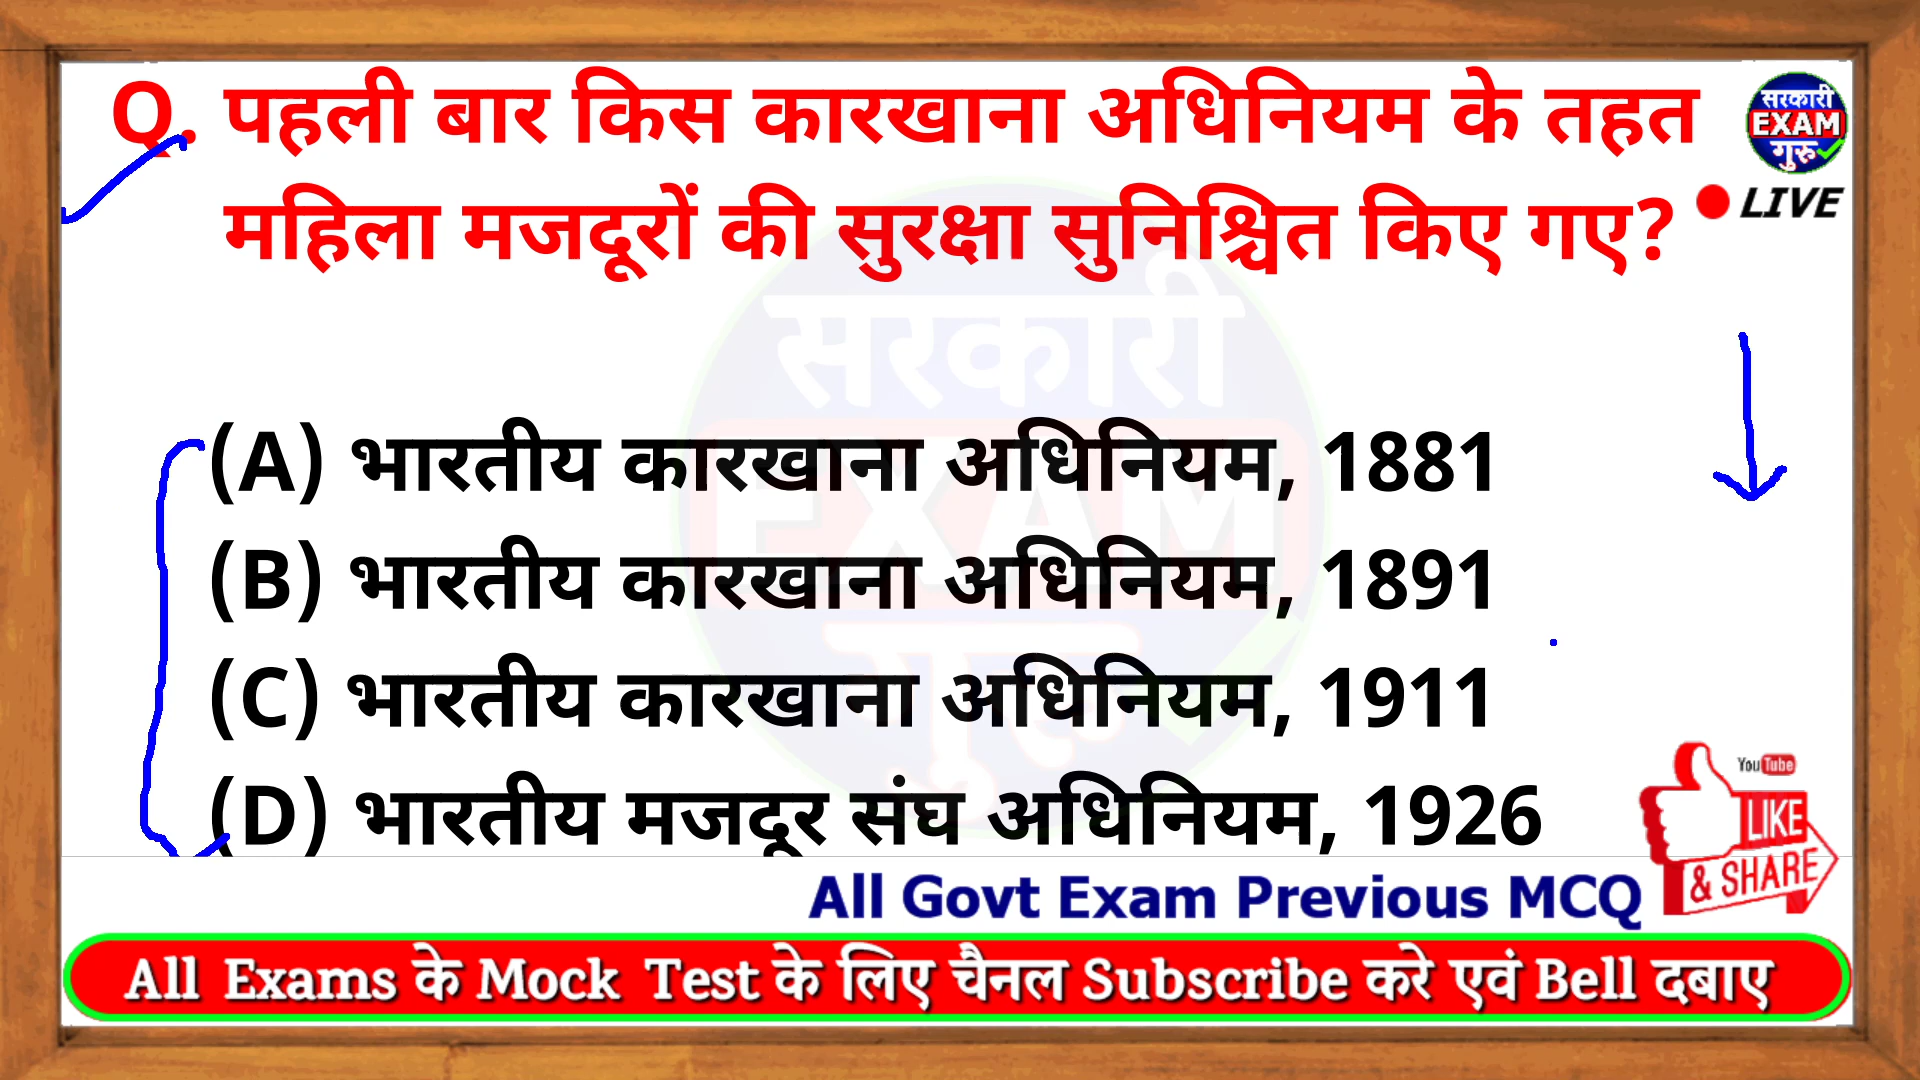 Q. पहली बार किस कारखाना अधिनियम के तहत
महिला मजदूरों की सुरक्षा सुनिश्चित किए गए?
सरकारी
EXAM
गुरु
LIVE
सरकारी
EXAM
गुरु
(A) भारतीय कारखाना अधिनियम, 1881
(B) भारतीय कारखाना अधिनियम, 1891
(C) भारतीय कारखाना अधिनियम, 1911
(D) भारतीय मजदूर संघ अधिनियम, 1926
YouTube
LIKE
& SHARE
All Govt Exam Previous MCQ
All Exams के Mock Test के लिए चैनल Subscribe करे एवं Bell दबाए